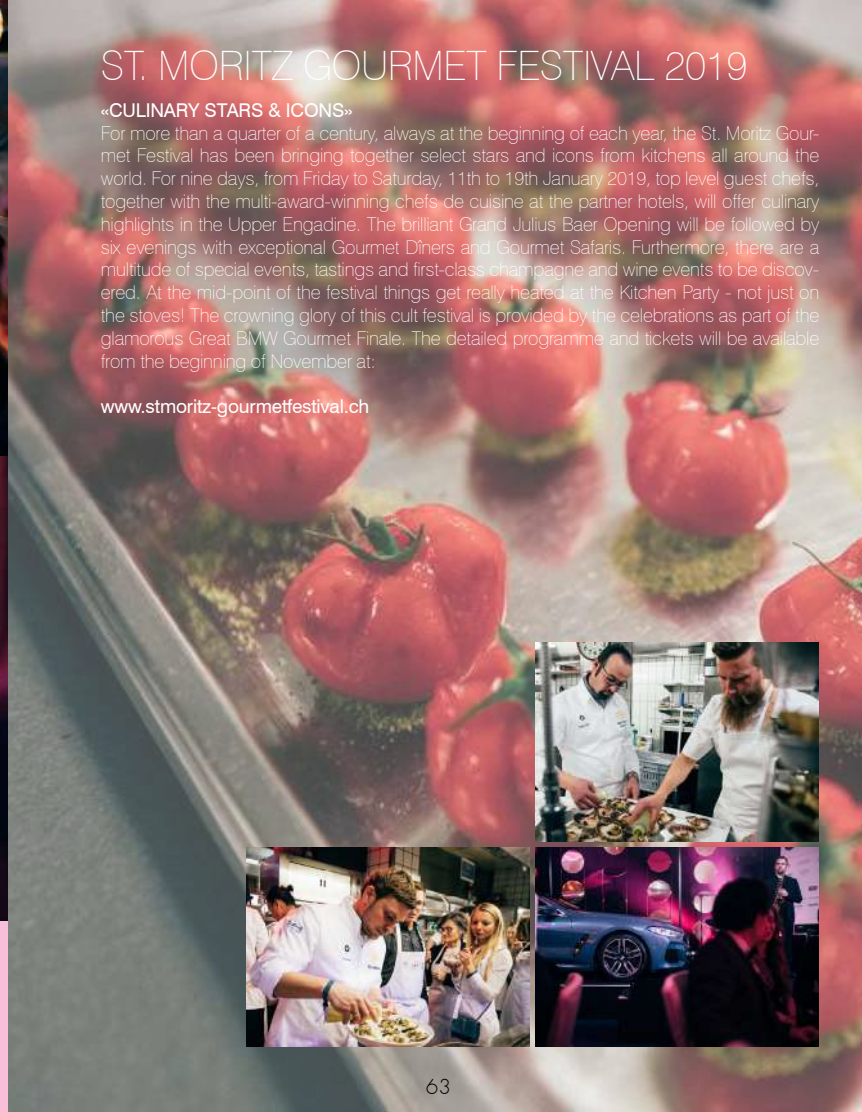 ST. MORITZ GOURMET FESTIVAL 2019
«CULINARY STARS & ICONS»
For more than a quarter of a century, always at the beginning of each year, the St. Moritz Gour-
met Festival has been bringing together select stars and icons from kitchens all around the
world. For nine days, from Friday to Saturday, 11th to 19th January 2019, top level guest chefs,
together with the multi-award-winning chefs de cuisine at the partner hotels, will offer culinary
highlights in the Upper Engadine. The brilliant Grand Julius Baer Opening will be followed by
six evenings with exceptional Gourmet Dîners and Gourmet Safaris. Furthermore, there are a
multitude of special events, tastings and first-class champagne and wine events to be discov-
ered. At the mid-point of the festival things get really heated at the Kitchen Party - not just on
the stoves! The crowning glory of this cult festival is provided by the celebrations as part of the
glamorous Great BMW Gourmet Finale. The detailed programme and tickets will be available
from the beginning of November at:
www.stmoritz-gourmetfestival.ch
63